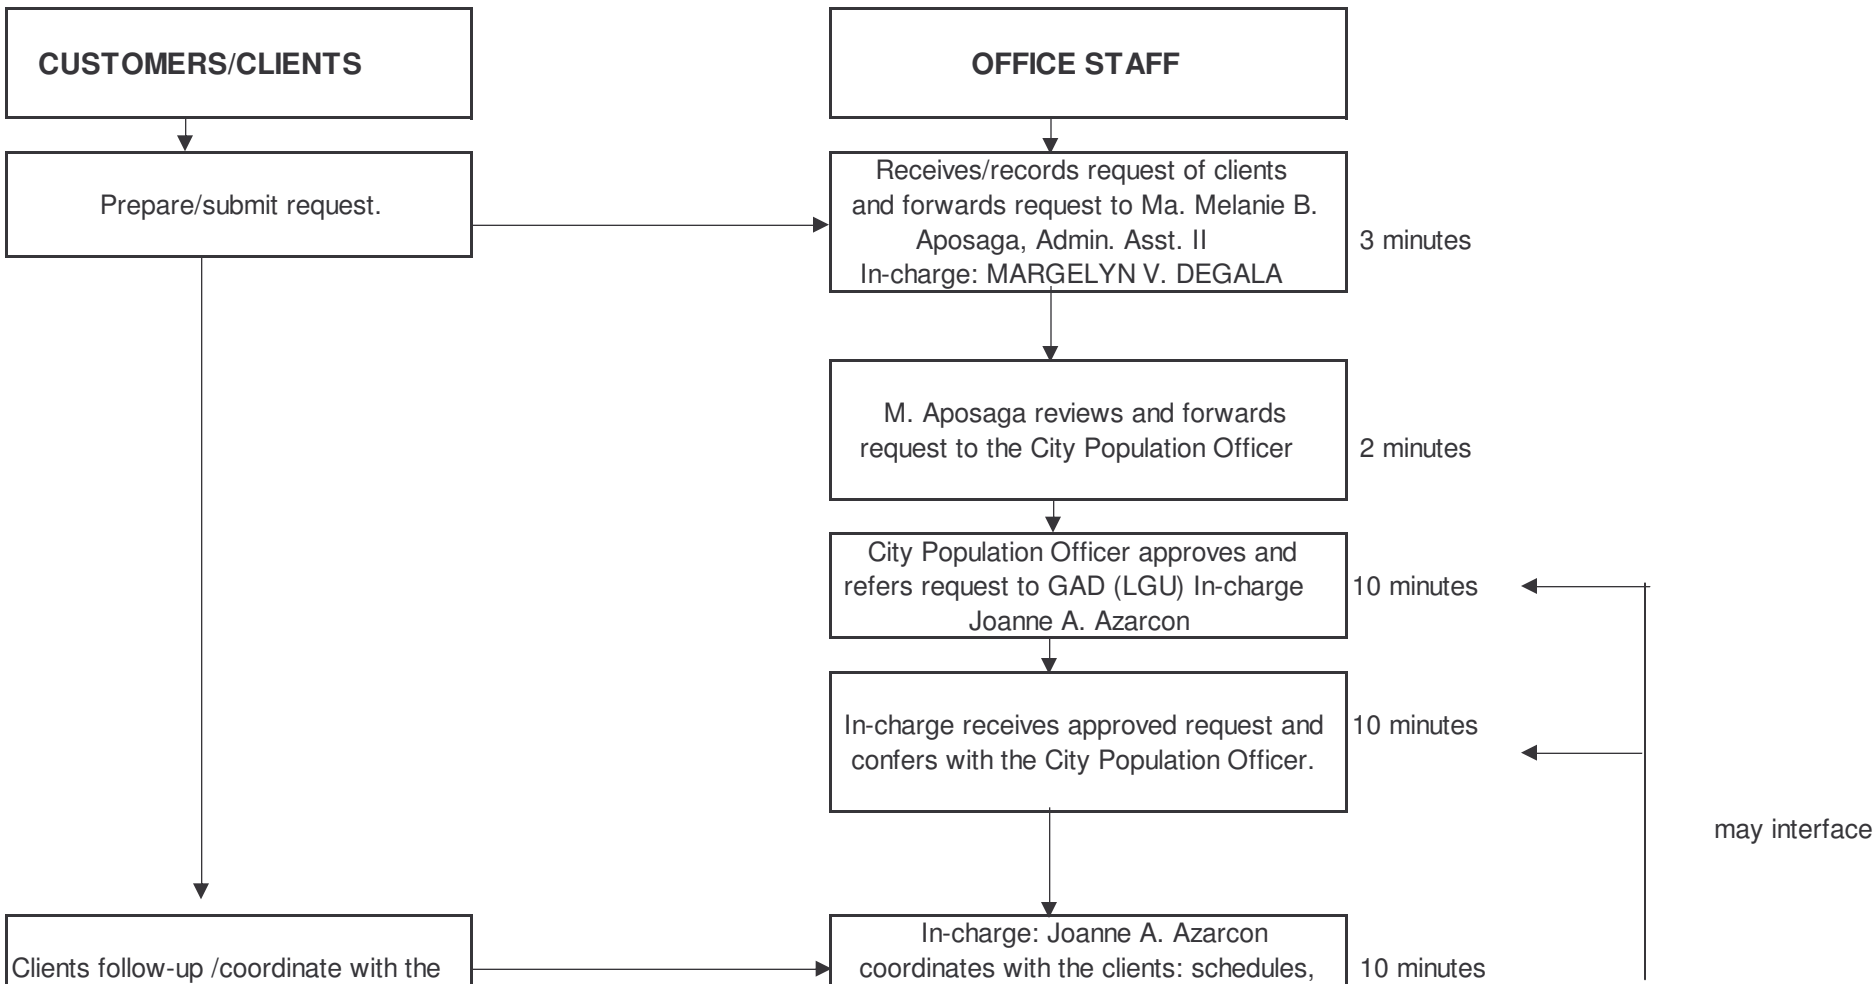 CUSTOMERS/CLIENTS
OFFICE STAFF
Prepare/submit request.
Receives/records request of clients
and forwards request to Ma. Melanie B.
Aposaga, Admin. Asst. II
In-charge: MARGELYN V. DEGALA
3 minutes
M. Aposaga reviews and forwards
request to the City Population Officer
2 minutes
City Population Officer approves and
refers request to GAD (LGU) In-charge
Joanne A. Azarcon
10 minutes
In-charge receives approved request and
confers with the City Population Officer.
10 minutes
may interface
Clients follow-up /coordinate with the
In-charge: Joanne A. Azarcon
coordinates with the clients: schedules,
10 minutes